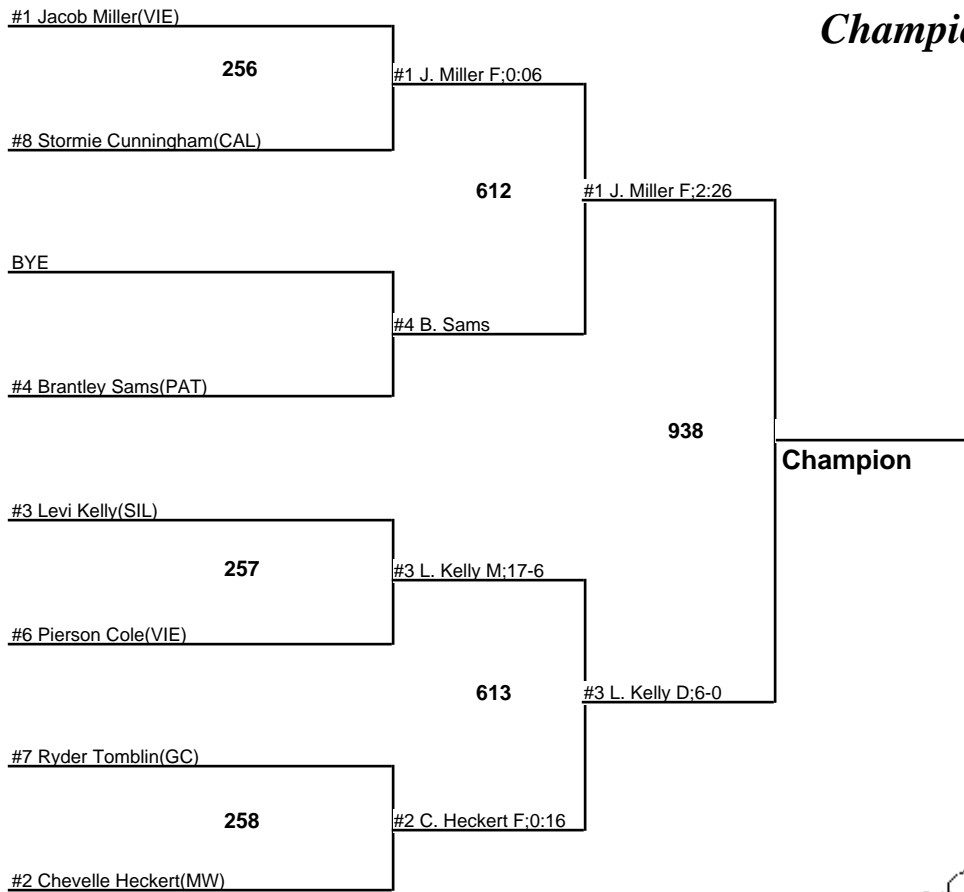 #1 Jacob Miller(VIE)
Champio
256
#1 J. Miller F;0:06
#8 Stormie Cunningham(CAL)
612
#1 J. Miller F;2:26
BYE
#4 B. Sams
#4 Brantley Sams(PAT)
938
Champion
#3 Levi Kelly(SIL)
257
#3 L. Kelly M;17-6
#6 Pierson Cole(VIE)
613
#3 L. Kelly D;6-0
#7 Ryder Tomblin(GC)
258
#2 C. Heckert F;0:16
#2 Chevelle Heckert(MW)